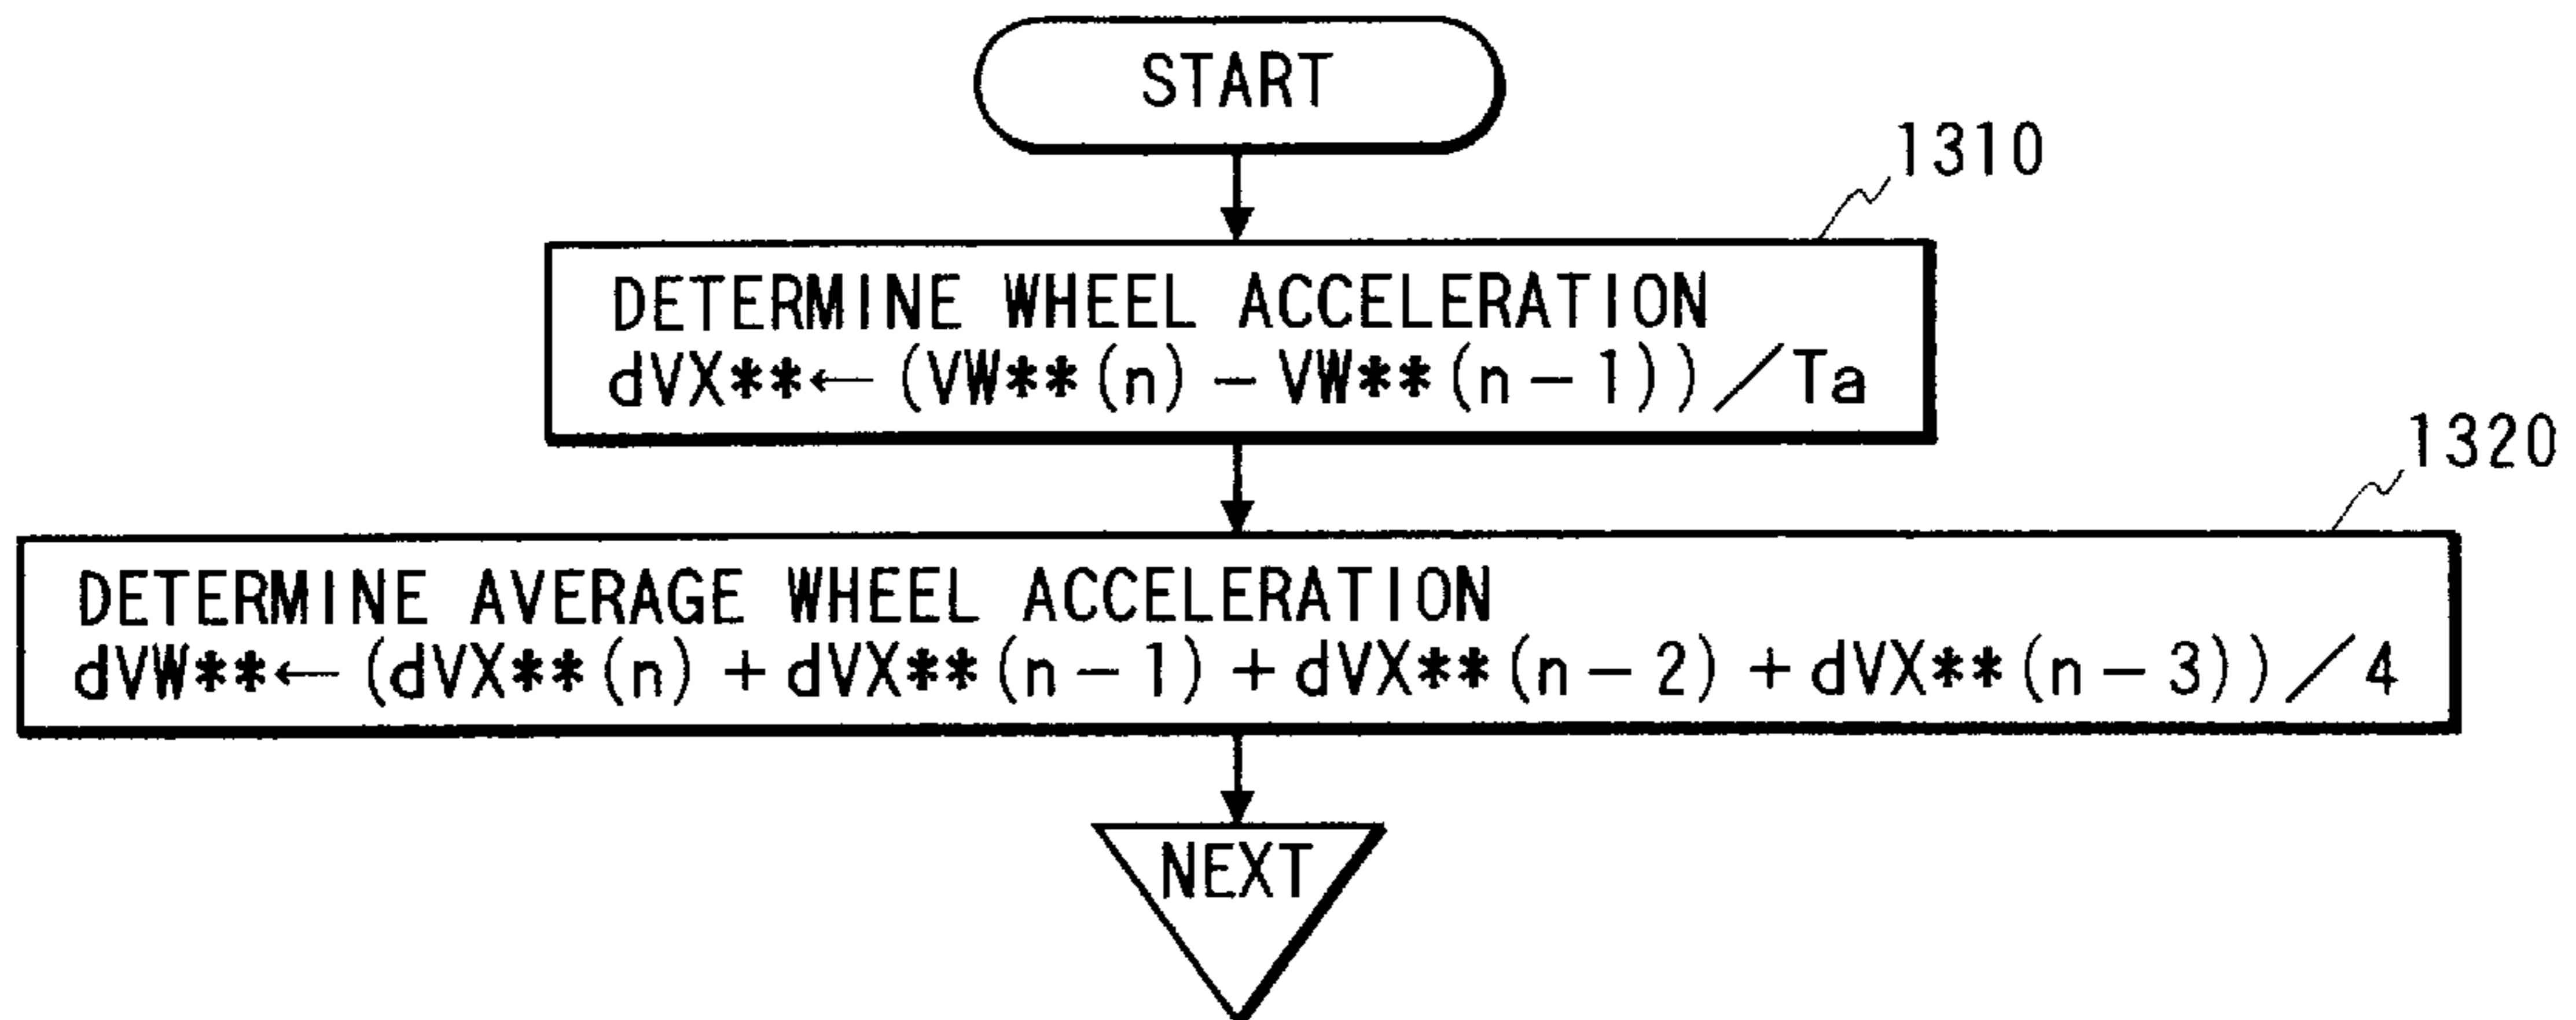 START
1310
DETERMINE WHEEL ACCELERATION
dVX**← (VW**(n) − VW**(n−1))/Ta
1320
DETERMINE AVERAGE WHEEL ACCELERATION
dVW**← (dVX**(n) + dVX**(n−1) + dVX**(n−2) + dVX**(n−3))/4
NEXT